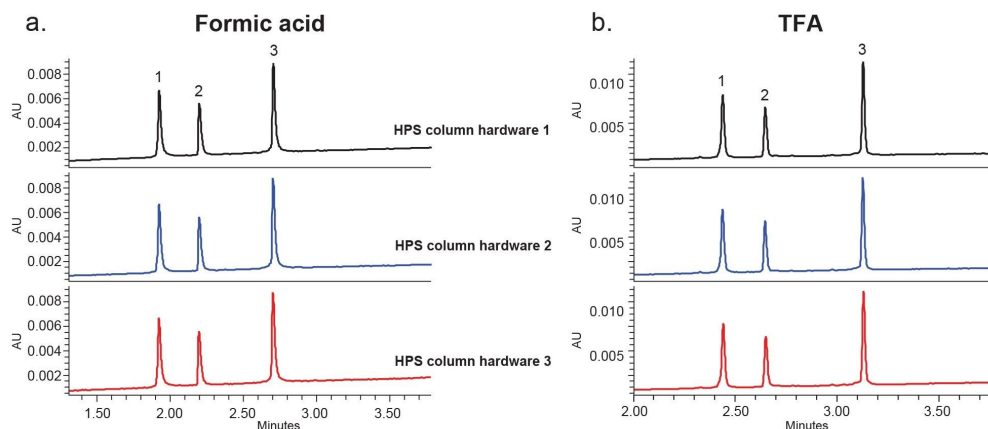 a.
Formic acid
0.008
0.006
0.004
0.002
AU
1
2
3
HPS column hardware 1
0.008
0.006
0.004
0.002
AU
HPS column hardware 2
0.008
0.006
0.004
0.002
AU
HPS column hardware 3
1.50
2.00
2.50
3.00
3.50
Minutes
b.
TFA
0.010
0.005
AU
1
2
3
0.010
0.005
AU
0.010
0.005
AU
2.00
2.50
3.00
3.50
Minutes